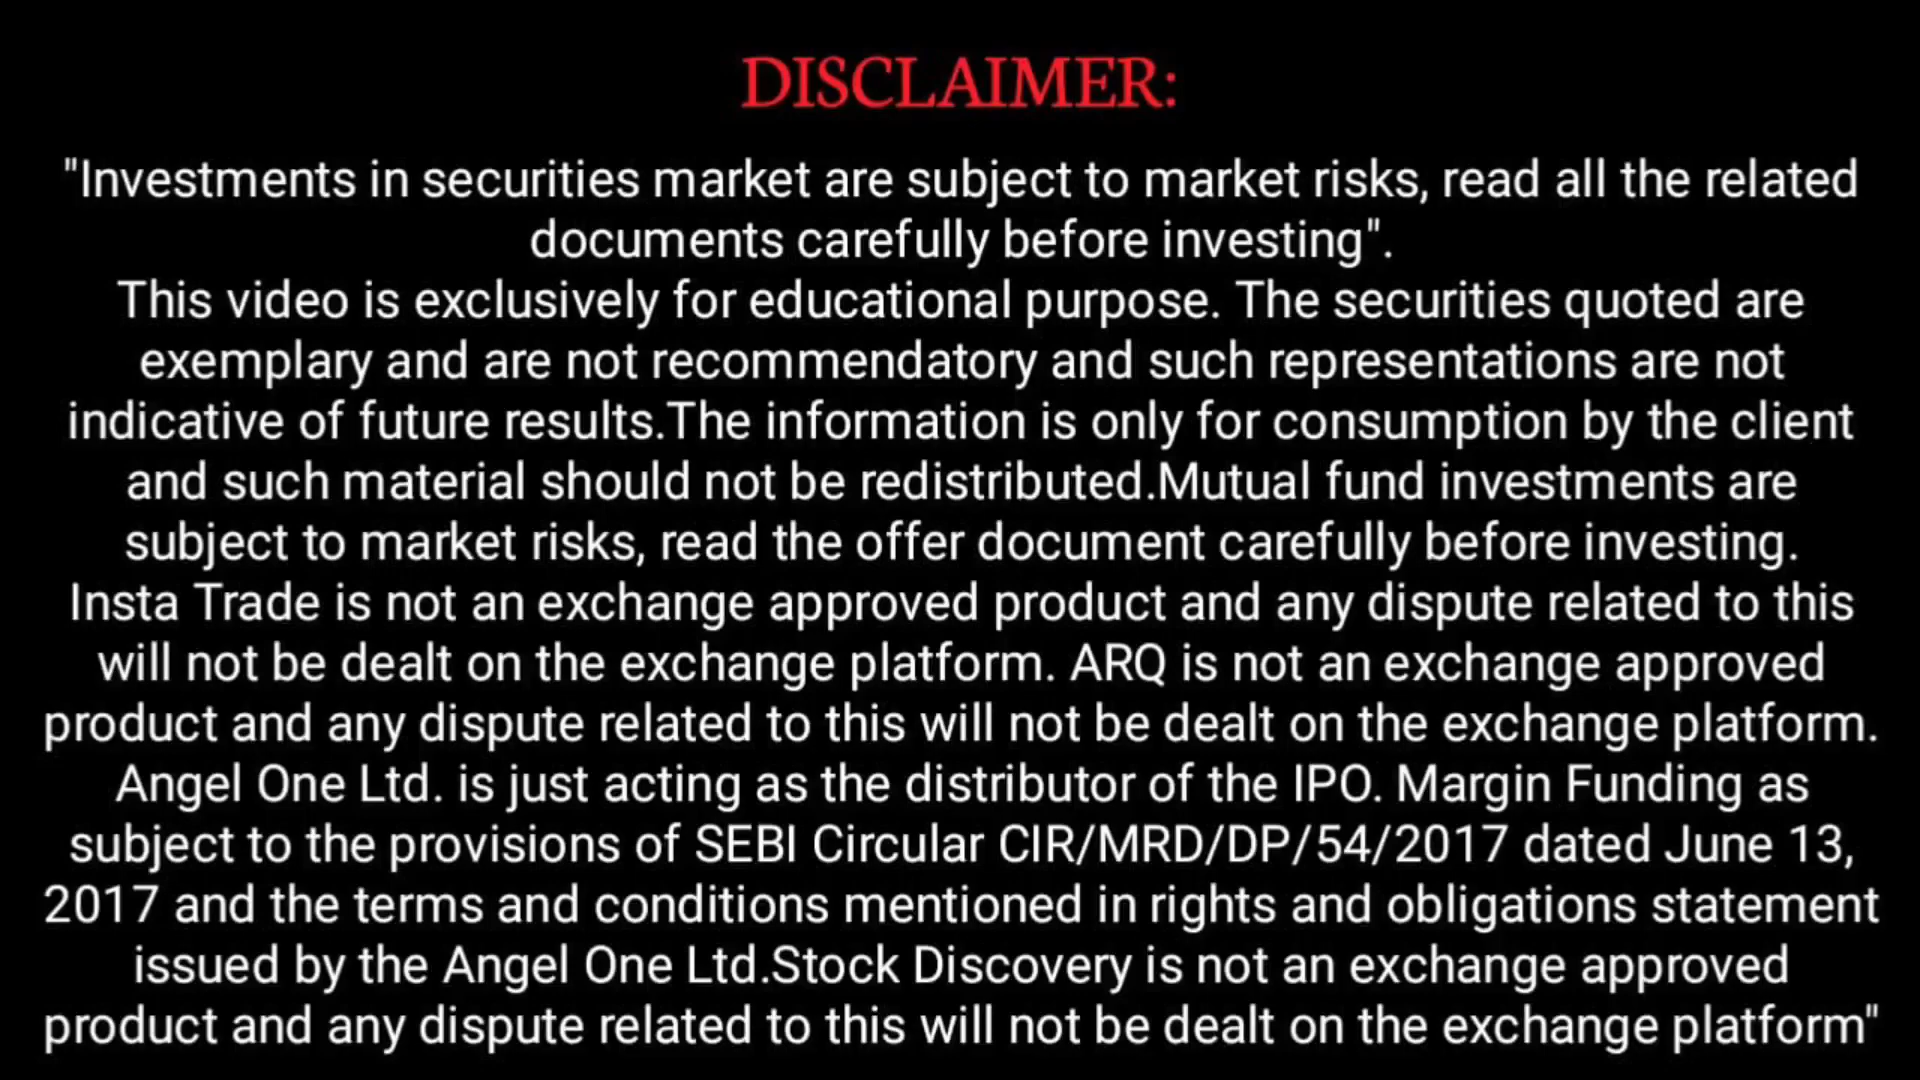 DISCLAIMER:
"Investments in securities market are subject to market risks, read all the related
documents carefully before investing".
This video is exclusively for educational purpose. The securities quoted are
exemplary and are not recommendatory and such representations are not
indicative of future results.The information is only for consumption by the client
and such material should not be redistributed.Mutual fund investments are
subject to market risks, read the offer document carefully before investing.
Insta Trade is not an exchange approved product and any dispute related to this
will not be dealt on the exchange platform. ARQ is not an exchange approved
product and any dispute related to this will not be dealt on the exchange platform.
Angel One Ltd. is just acting as the distributor of the IPO. Margin Funding as
subject to the provisions of SEBI Circular CIR/MRD/DP/54/2017 dated June 13,
2017 and the terms and conditions mentioned in rights and obligations statement
issued by the Angel One Ltd.Stock Discovery is not an exchange approved
product and any dispute related to this will not be dealt on the exchange platform"